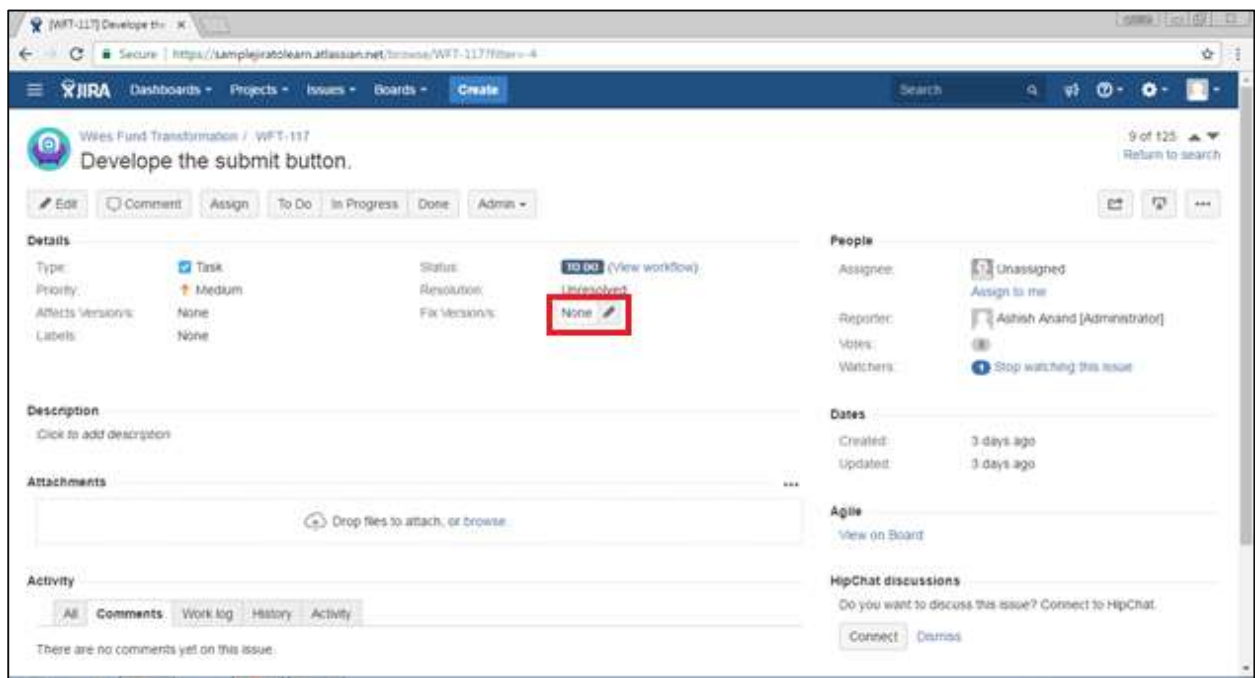 [WFT-117] Develope the
Secure | https://samplejiratolearn.atlassian.net/browse/WFT-117?filter=-4
JIRA Dashboards Projects Issues Boards Create Search
Wires Fund Transformation / WFT-117
9 of 125
Develope the submit button.
Return to search
Edit Comment Assign To Do In Progress Done Admin
Details
People
Type: Task Status: TO DO (View workflow)
Assignee: Unassigned
Priority: Medium Resolution: Unresolved
Assign to me
Affects Version/s: None Fix Version/s: None
Reporter: Ashish Anand [Administrator]
Labels: None
Votes: 0
Watchers: 1 Stop watching this issue
Description
Click to add description
Dates
Created: 3 days ago
Updated: 3 days ago
Attachments
Drop files to attach, or browse.
Agile
View on Board
Activity
HipChat discussions
All Comments Work log History Activity
Do you want to discuss this issue? Connect to HipChat.
Connect Dismiss
There are no comments yet on this issue.